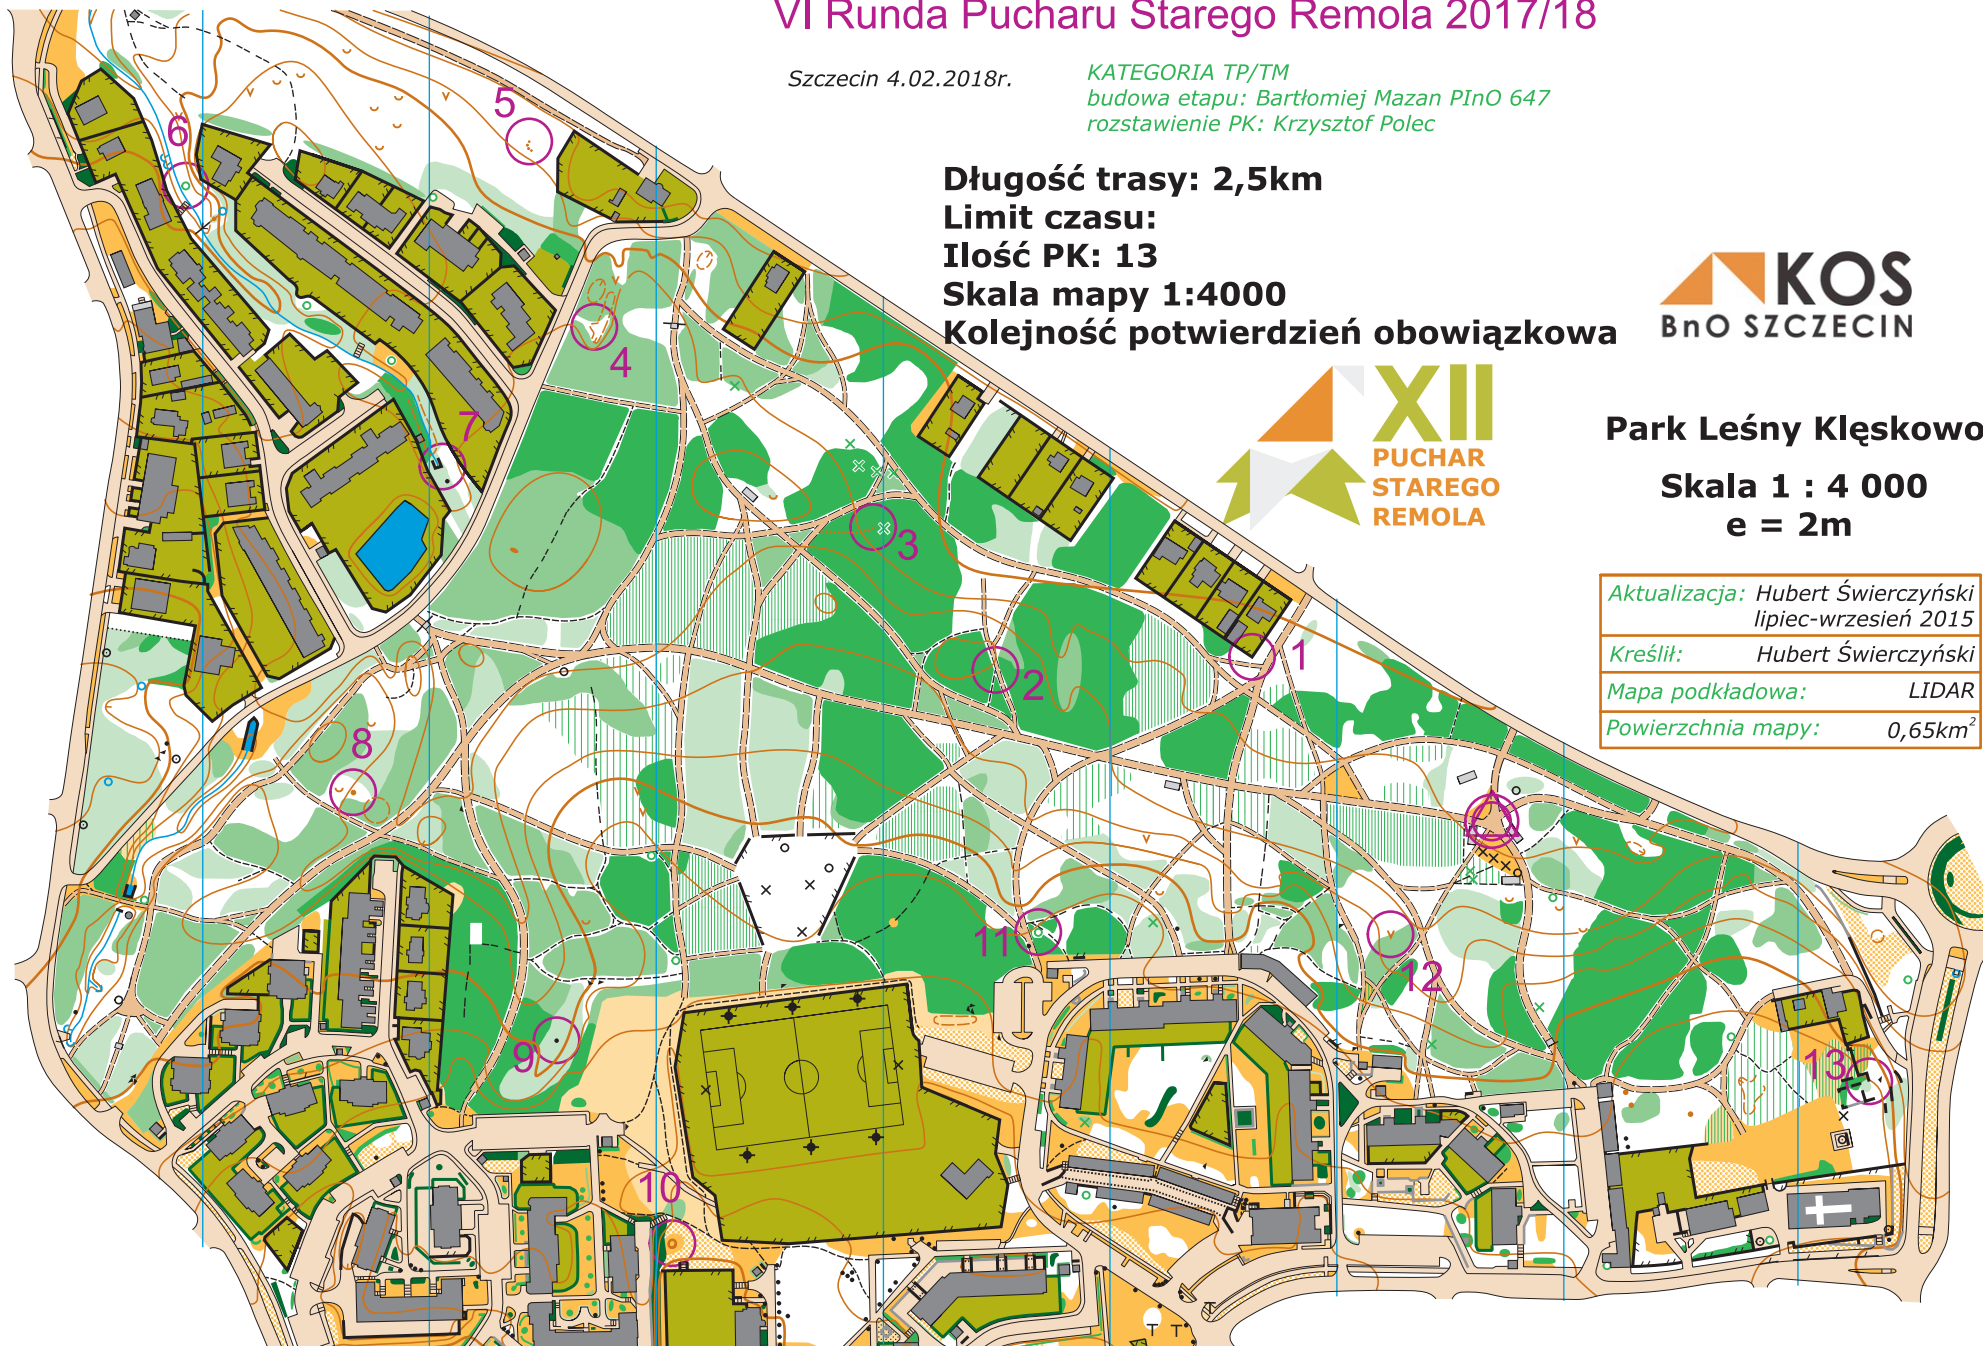 VI Runda Pucharu Starego Remola 2017/18
Szczecin 4.02.2018r.
KATEGORIA TP/TM
budowa etapu: Bartłomiej Mazan PInO 647
rozstawienie PK: Krzysztof Polec
Długość trasy: 2,5km
Limit czasu:
Ilość PK: 13
Skala mapy 1:4000
Kolejność potwierdzień obowiązkowa
KOS
BnO SZCZECIN
XII
PUCHAR
STAREGO
REMOLA
Park Leśny Klęskowo
Skala 1 : 4 000
e = 2m
Aktualizacja: Hubert Świerczyński
lipiec-wrzesień 2015
Kreślił: Hubert Świerczyński
Mapa podkładowa: LIDAR
Powierzchnia mapy: 0,65km²
5
6
4
7
3
1
2
8
11
12
9
13
10